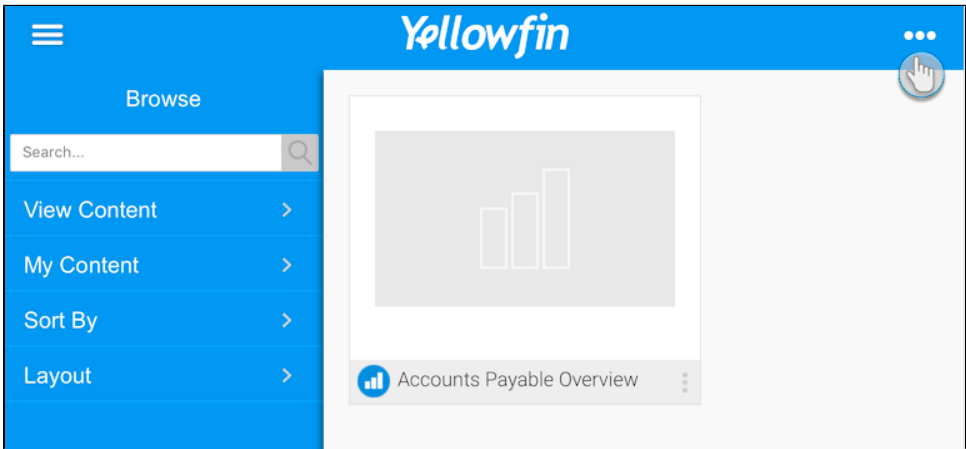 Yellowfin
Browse
Search...
View Content
My Content
Sort By
Layout
Accounts Payable Overview